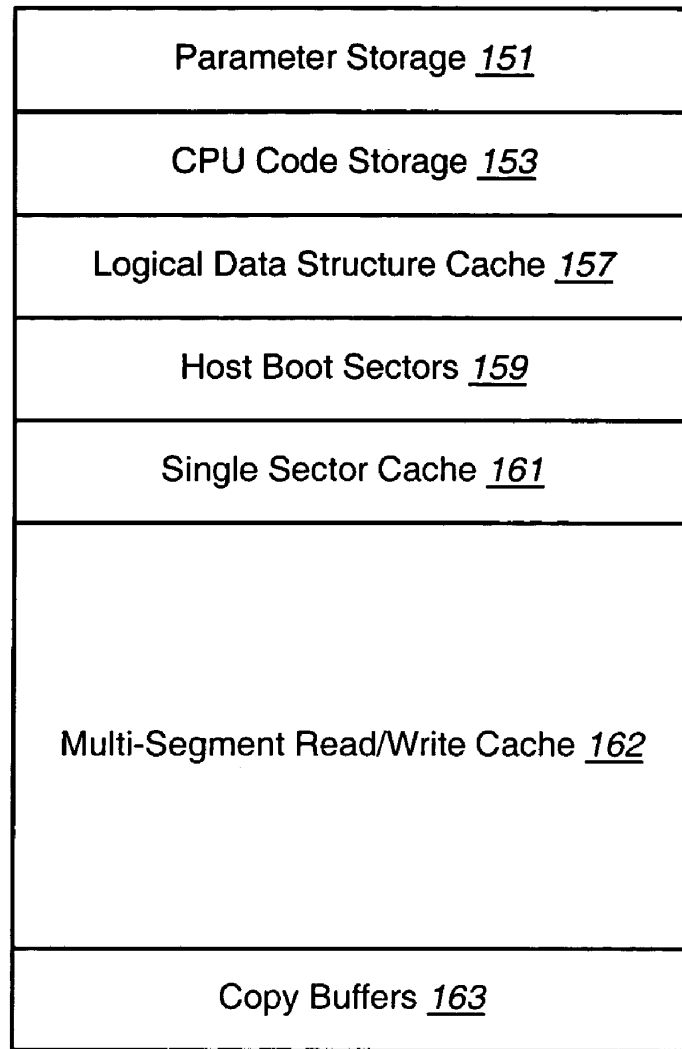 Parameter Storage 151
CPU Code Storage 153
Logical Data Structure Cache 157
Host Boot Sectors 159
Single Sector Cache 161
Multi-Segment Read/Write Cache 162
Copy Buffers 163